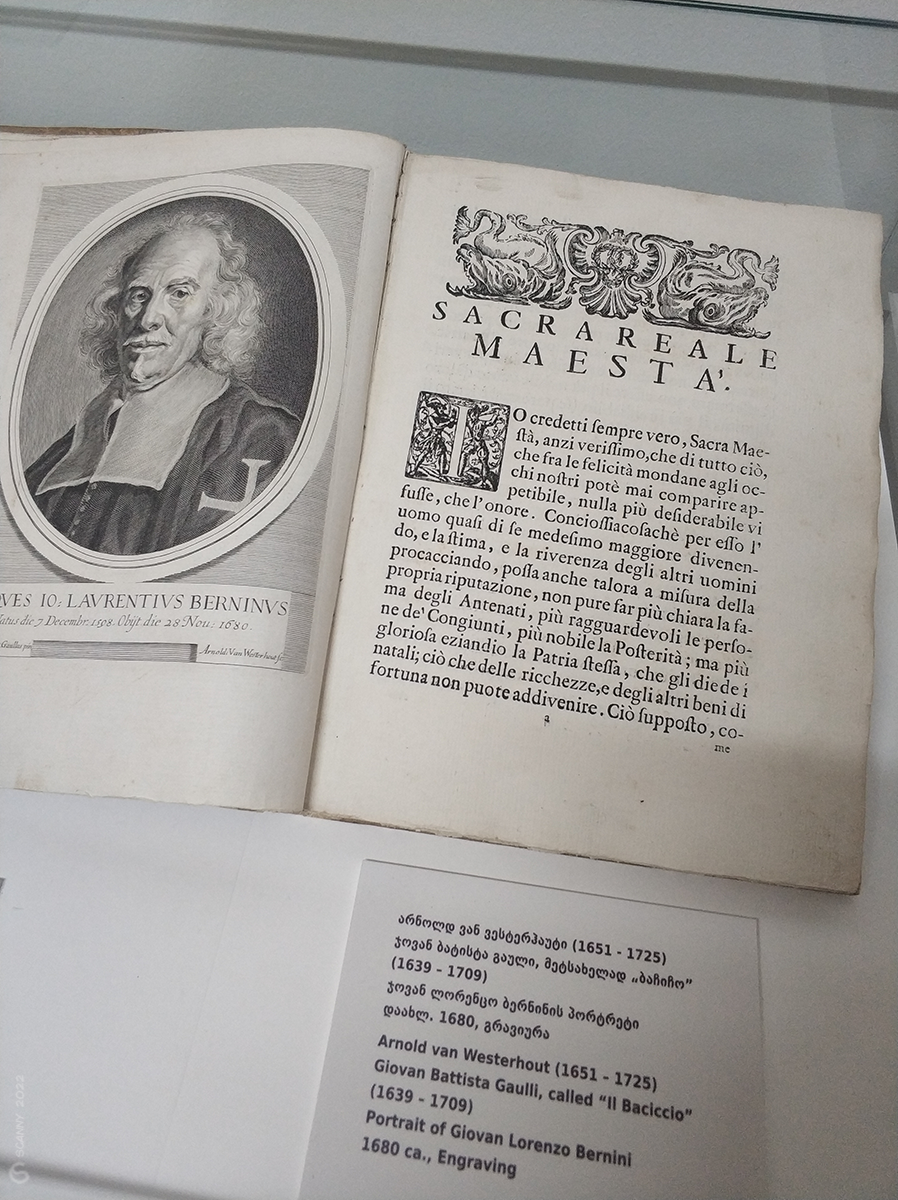 QVES IO: LAVRENTIVS BERNINVS
Natus die 7 Decembr: 1598. Obijt die 28 Nou: 1680.
Gaullus pin
Arnold: Van Westerhout sc
SACRA REALE
MAESTA'.
IO credetti ſempre vero, Sacra Mae-
ſtà, anzi veriſſimo, che di tutto ciò,
che fra le felicità mondane agli oc-
chi noſtri potè mai comparire ap-
petibile, nulla più deſiderabile vi
fuſſe, che l'onore. Concioſſiacoſachè per eſſo l'
uomo quaſi di ſe medeſimo maggiore divenen-
do, e la ſtima, e la riverenza degli altri uomini
procacciando, poſſa anche talora a miſura della
propria riputazione, non pure far più chiara la fa-
ma degli Antenati, più ragguardevoli le perſo-
ne de' Congiunti, più nobile la Poſterità; ma più
glorioſa eziandio la Patria ſteſſa, che gli diede i
natali; ciò che delle ricchezze, e degli altri beni di
fortuna non puote addivenire. Ciò ſuppoſto, co-
a
me
არნოლდ ვან ვესტერჰაუტი (1651 - 1725)
ჯოვან ბატისტა გაული, მეტსახელად „ბაჩიჩო”
(1639 - 1709)
ჯოვან ლორენცო ბერნინის პორტრეტი
დაახლ. 1680, გრავიურა
Arnold van Westerhout (1651 - 1725)
Giovan Battista Gaulli, called “Il Baciccio”
(1639 - 1709)
Portrait of Giovan Lorenzo Bernini
1680 ca., Engraving
GCANNY 2022